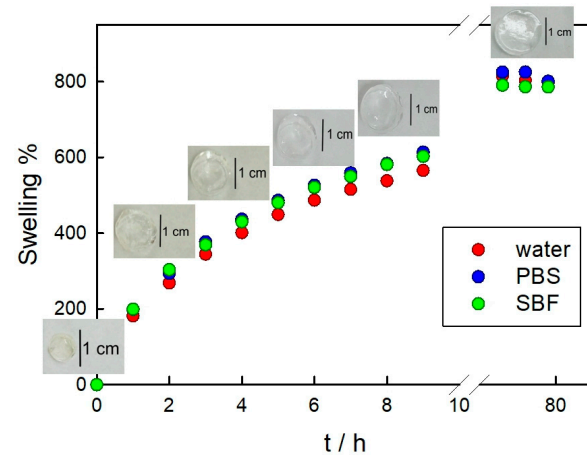 1 cm
800
1 cm
1 cm
600
1 cm
Swelling %
400
1 cm
water
PBS
SBF
200
1 cm
0
0
2
4
6
8
10
80
t / h